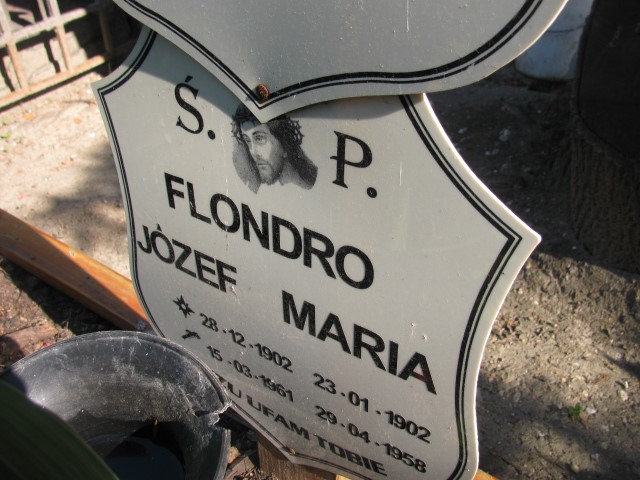 Ś. P.
FLONDRO
JÓZEF MARIA
28·12·1902 23·01·1902
15·03·1961 29·04·1958
UFAM TOBIE